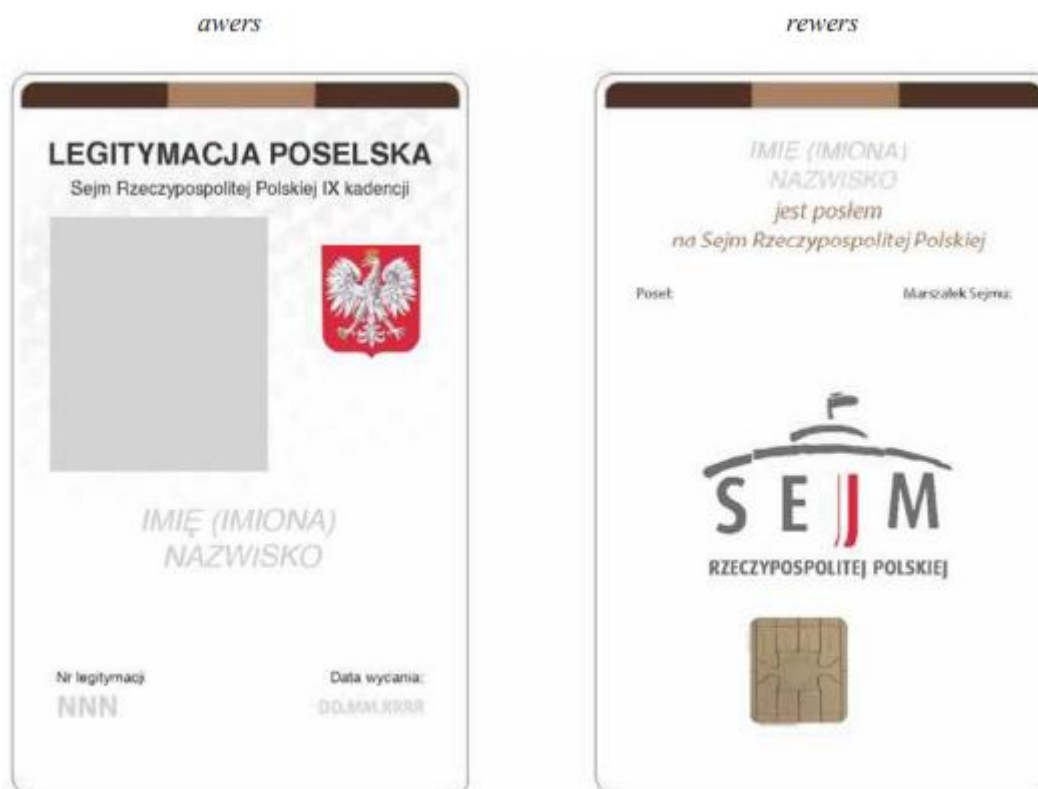 awers
LEGITYMACJA POSELSKA
Sejm Rzeczypospolitej Polskiej IX kadencji
IMIĘ (IMIONA)
NAZWISKO
Nr legitymacji
NNN
Data wydania:
DD.MM.RRRR
rewers
IMIĘ (IMIONA)
NAZWISKO
jest posłem
na Sejm Rzeczypospolitej Polskiej
Poseł:
Marszałek Sejmu:
SEJM
RZECZYPOSPOLITEJ POLSKIEJ